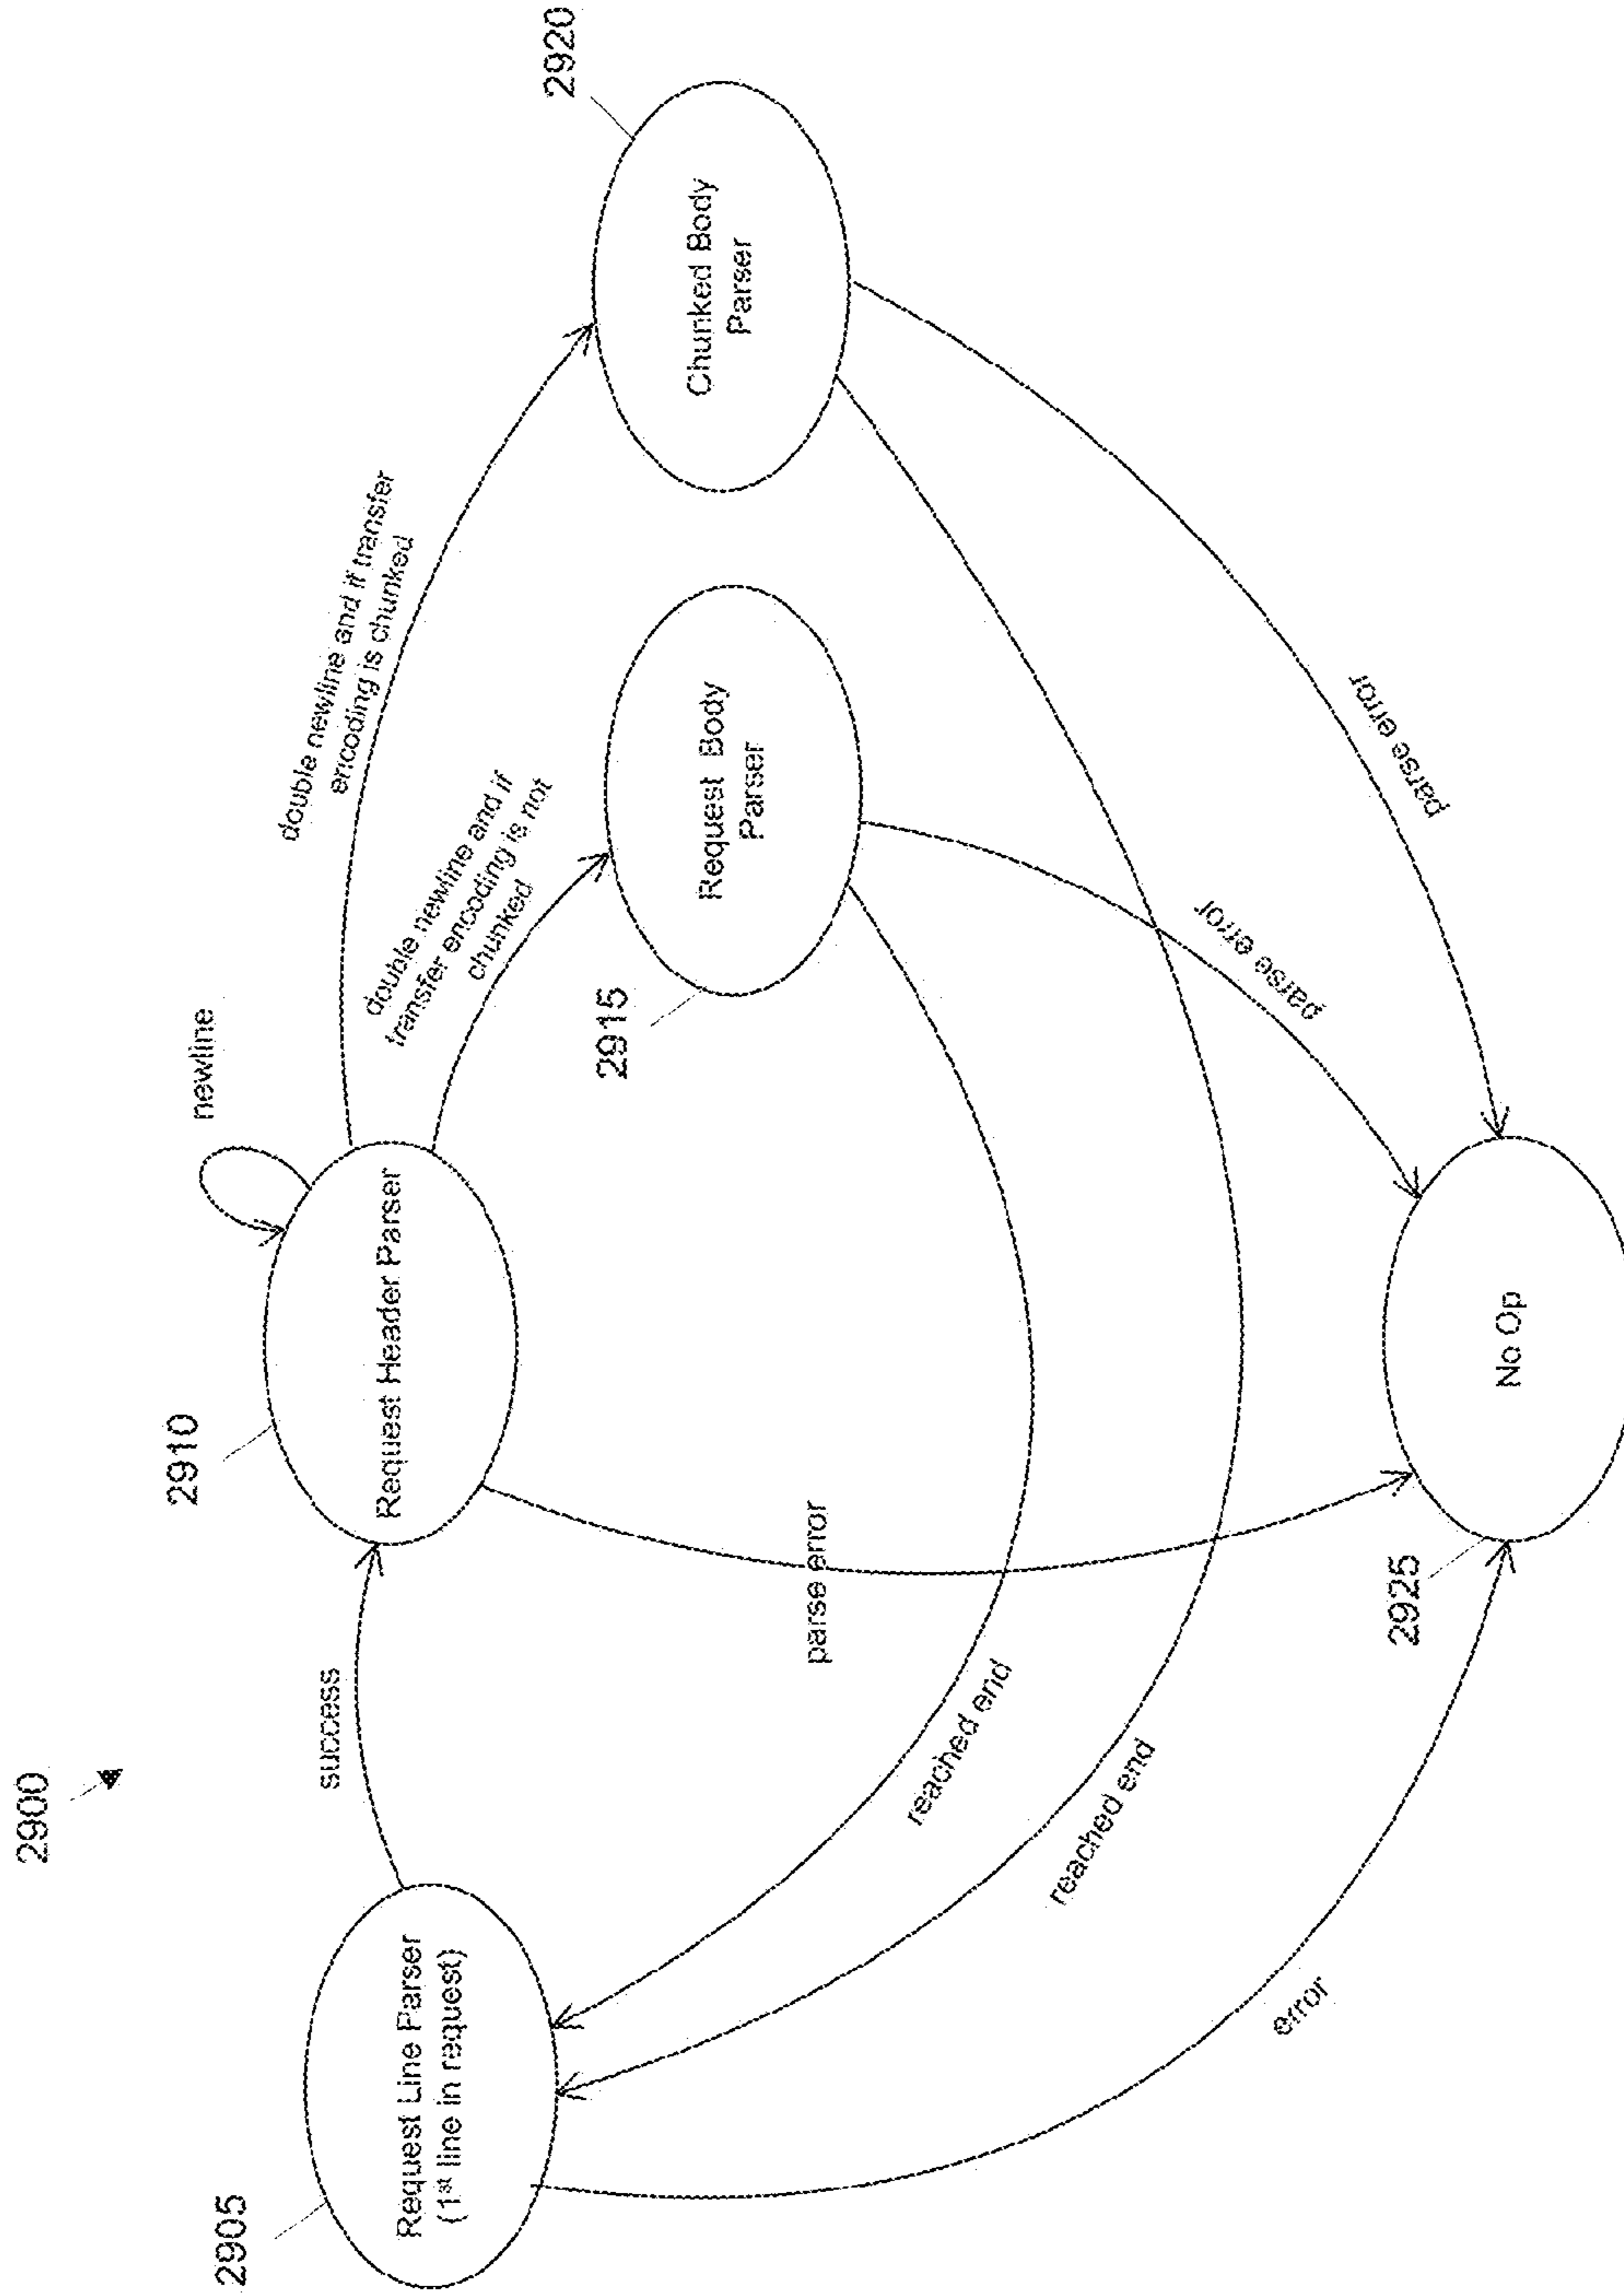 2900
2905
Request Line Parser
(1st line in request)
success
2910
Request Header Parser
newline
double newline and if transfer
encoding is chunked
double newline and if
transfer encoding is not
chunked
2915
Request Body
Parser
2920
Chunked Body
Parser
parse error
reached end
reached end
parse error
parse error
error
2925
No Op